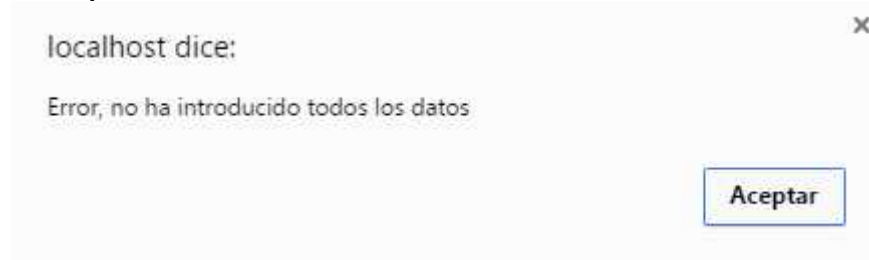 localhost dice:
Error, no ha introducido todos los datos
Aceptar